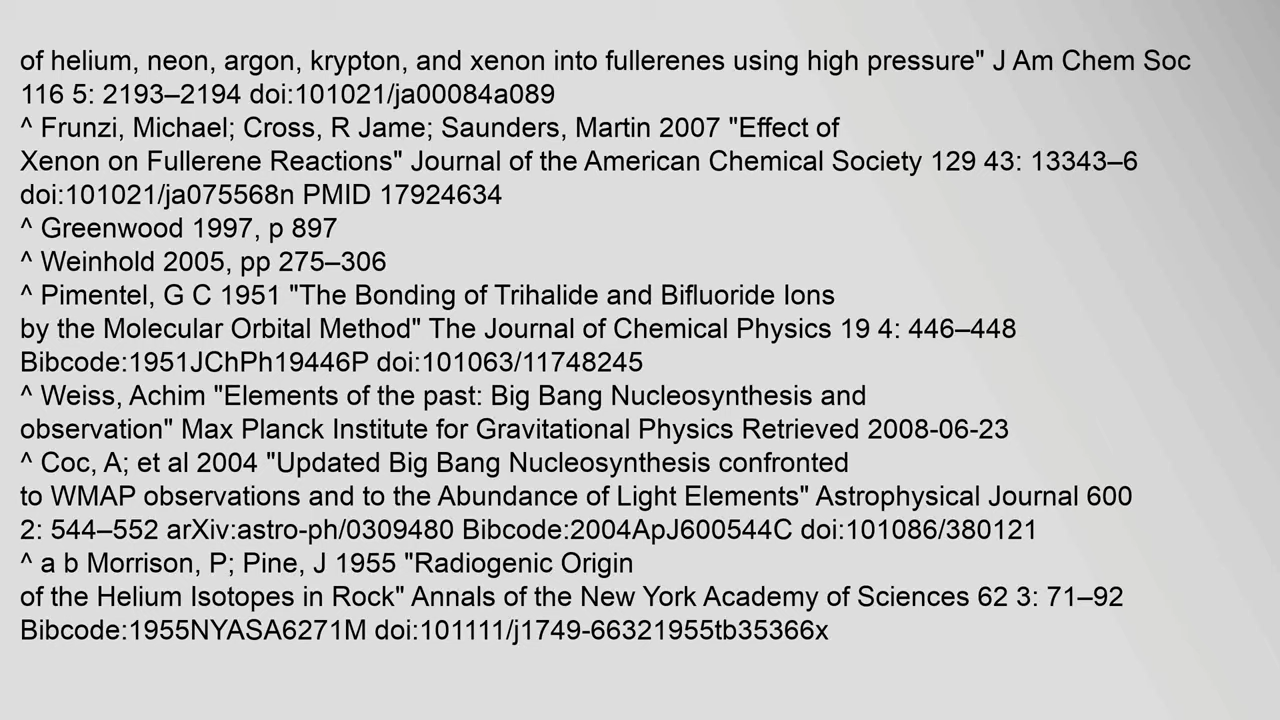 of helium, neon, argon, krypton, and xenon into fullerenes using high pressure" J Am Chem Soc
116 5: 2193–2194 doi:101021/ja00084a089
^ Frunzi, Michael; Cross, R Jame; Saunders, Martin 2007 "Effect of
Xenon on Fullerene Reactions" Journal of the American Chemical Society 129 43: 13343–6
doi:101021/ja075568n PMID 17924634
^ Greenwood 1997, p 897
^ Weinhold 2005, pp 275–306
^ Pimentel, G C 1951 "The Bonding of Trihalide and Bifluoride Ions
by the Molecular Orbital Method" The Journal of Chemical Physics 19 4: 446–448
Bibcode:1951JChPh19446P doi:101063/11748245
^ Weiss, Achim "Elements of the past: Big Bang Nucleosynthesis and
observation" Max Planck Institute for Gravitational Physics Retrieved 2008-06-23
^ Coc, A; et al 2004 "Updated Big Bang Nucleosynthesis confronted
to WMAP observations and to the Abundance of Light Elements" Astrophysical Journal 600
2: 544–552 arXiv:astro-ph/0309480 Bibcode:2004ApJ600544C doi:101086/380121
^ a b Morrison, P; Pine, J 1955 "Radiogenic Origin
of the Helium Isotopes in Rock" Annals of the New York Academy of Sciences 62 3: 71–92
Bibcode:1955NYASA6271M doi:101111/j1749-66321955tb35366x